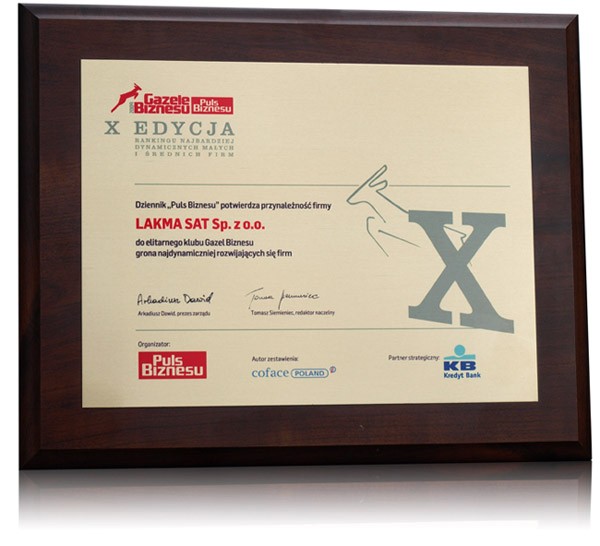 Gazele Biznesu
Puls Biznesu
X EDYCJA
RANKINGU NAJBARDZIEJ
DYNAMICZNYCH MAŁYCH
I ŚREDNICH FIRM
Dziennik „Puls Biznesu” potwierdza przynależność firmy
LAKMA SAT Sp. z o.o.
do elitarnego klubu Gazel Biznesu
grona najdynamiczniej rozwijających się firm
X
Arkadiusz Dawid
Arkadiusz Dawid, prezes zarządu
Tomasz Siemieniec, redaktor naczelny
Organizator:
Puls
Biznesu
Autor zestawienia:
coface POLAND
Partner strategiczny:
KB
Kredyt Bank